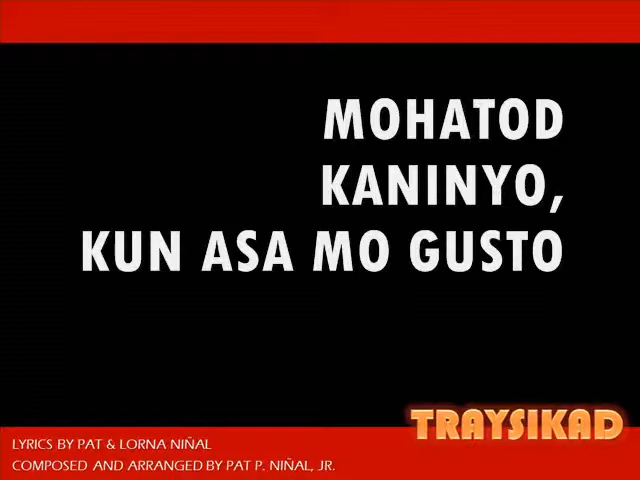 MOHATOD
KANINYO,
KUN ASA MO GUSTO
TRAYSIKAD
LYRICS BY PAT & LORNA NIÑAL
COMPOSED AND ARRANGED BY PAT P. NIÑAL, JR.